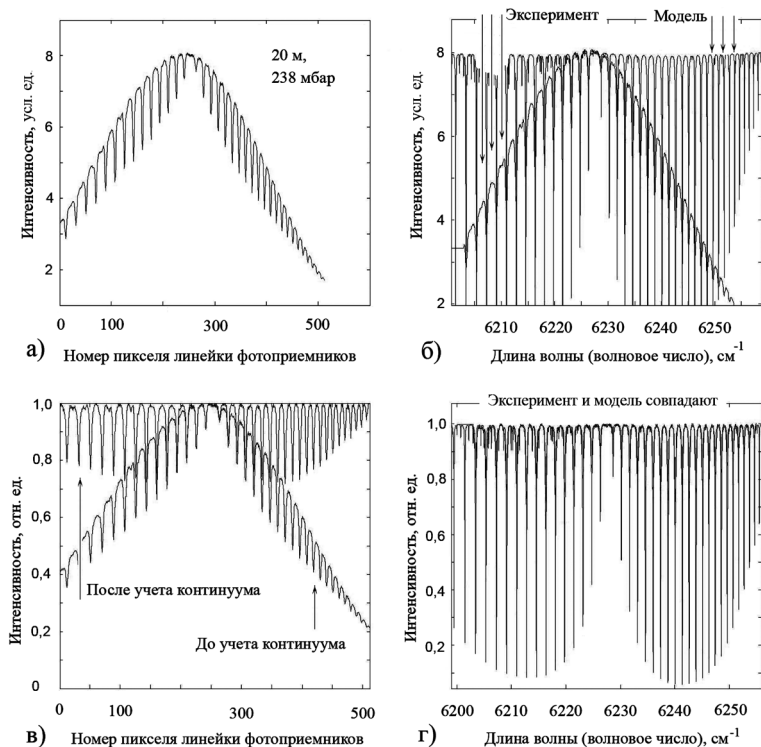 20 м,
238 мбар
Интенсивность, усл. ед.
8
6
4
2
0 100 300 500
а)
Номер пикселя линейки фотоприемников
Эксперимент Модель
Интенсивность, усл. ед.
8
6
4
2
6210 6220 6230 6240 6250
б)
Длина волны (волновое число), см-1
Интенсивность, отн. ед.
1,0
0,8
0,6
0,4
0,2
0
После учета континуума
До учета континуума
0 100 300 500
в)
Номер пикселя линейки фотоприемников
Эксперимент и модель совпадают
Интенсивность, отн. ед.
1,0
0,8
0,6
0,4
0,2
6200 6210 6220 6230 6240 6250
г)
Длина волны (волновое число), см-1